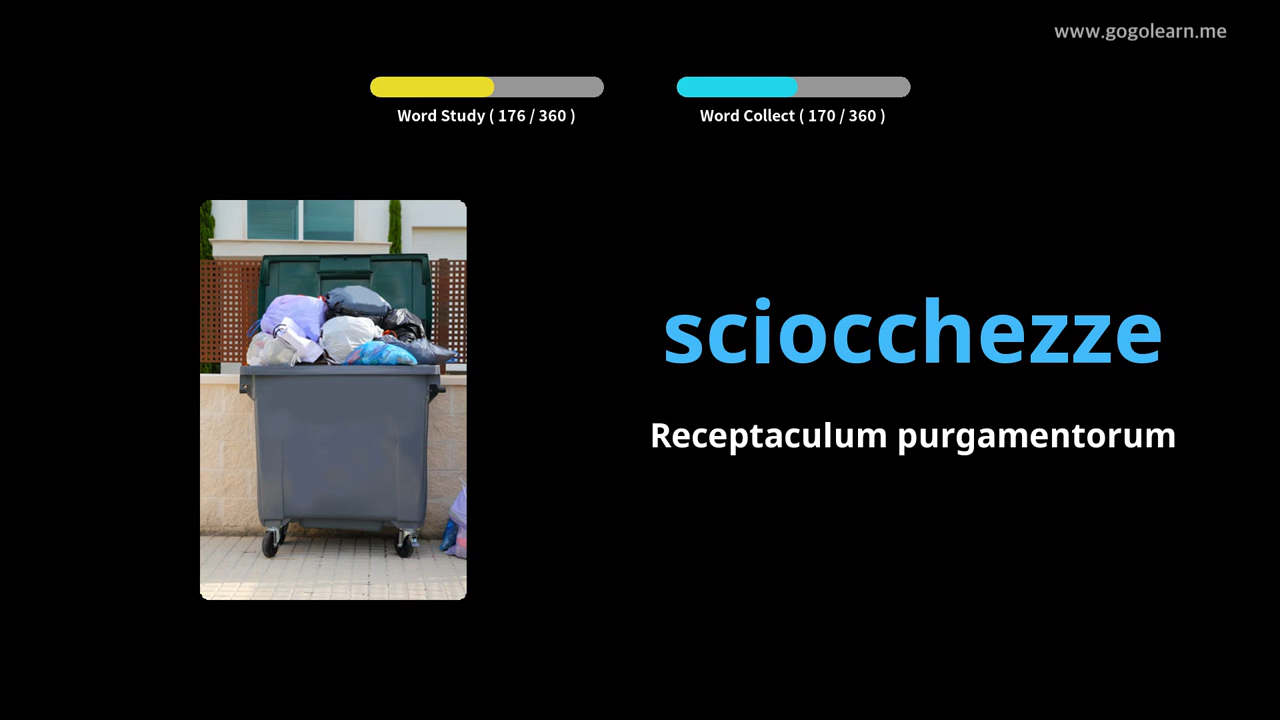 www.gogolearn.me
Word Study ( 176 / 360 )
Word Collect ( 170 / 360 )
sciocchezze
Receptaculum purgamentorum